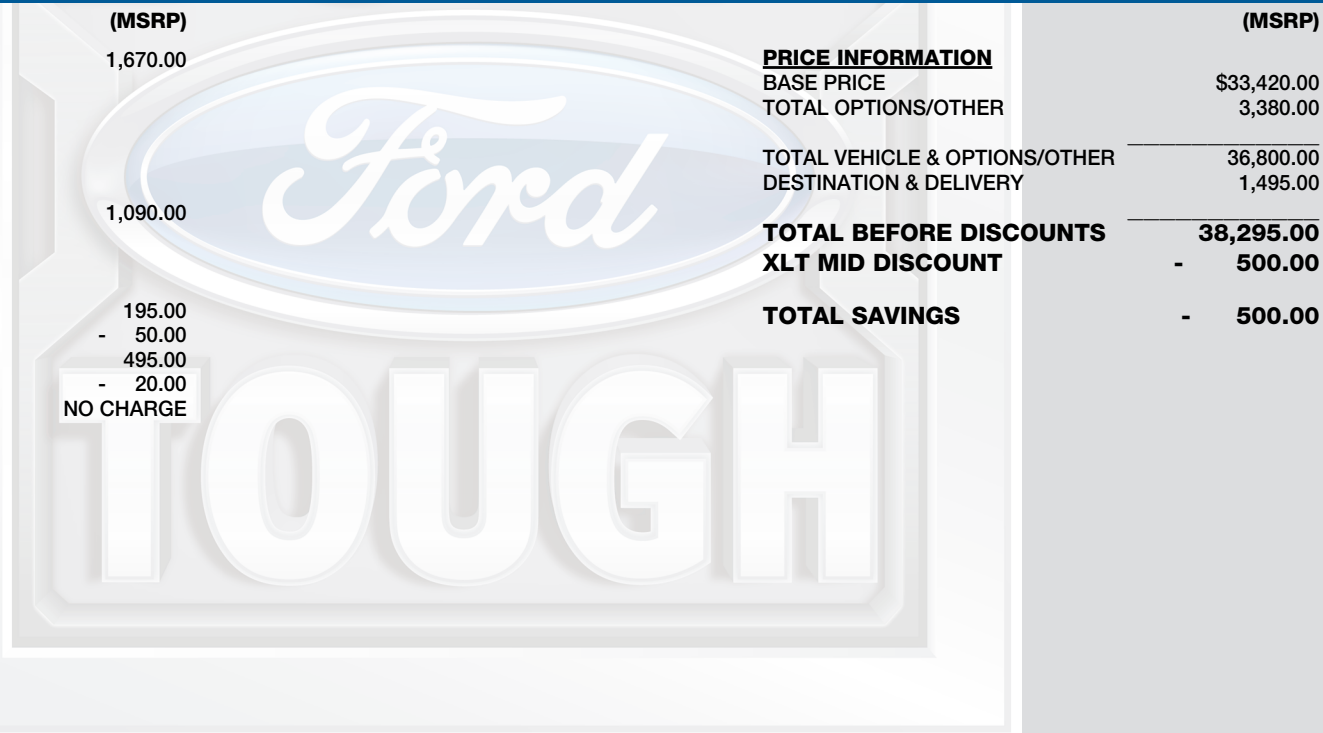 (MSRP)
1,670.00
1,090.00
195.00
- 50.00
495.00
- 20.00
NO CHARGE
Ford
TOUGH
(MSRP)
PRICE INFORMATION
BASE PRICE $33,420.00
TOTAL OPTIONS/OTHER 3,380.00
TOTAL VEHICLE & OPTIONS/OTHER 36,800.00
DESTINATION & DELIVERY 1,495.00
TOTAL BEFORE DISCOUNTS 38,295.00
XLT MID DISCOUNT - 500.00
TOTAL SAVINGS - 500.00